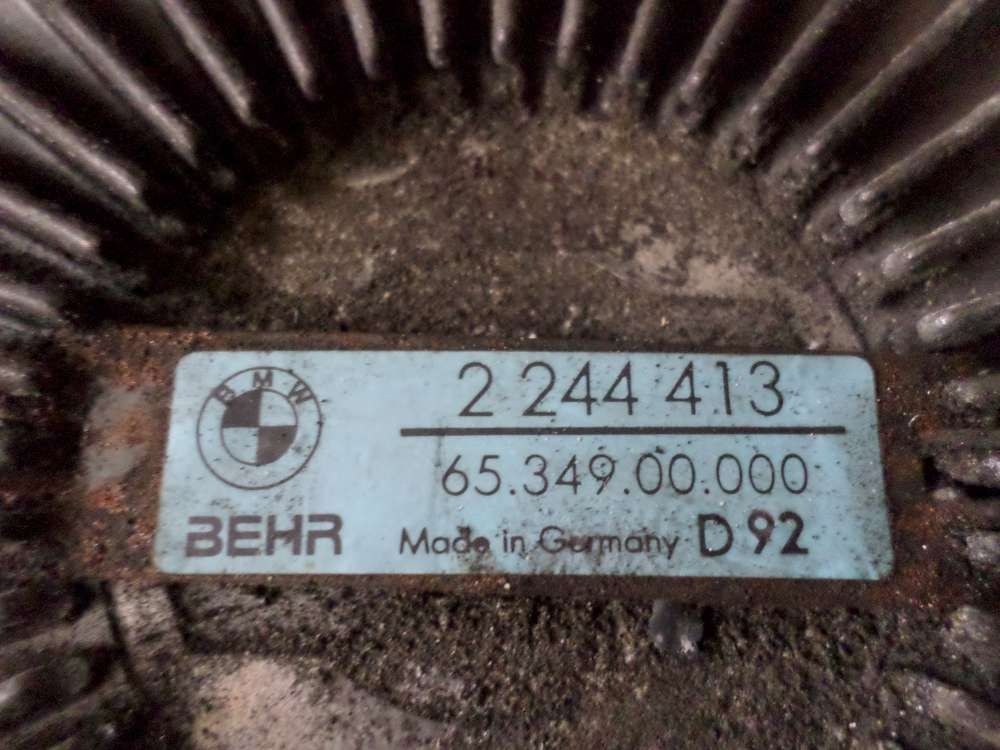 BMW
2 244 413
65.349.00.000
BEHR Made in Germany D 92